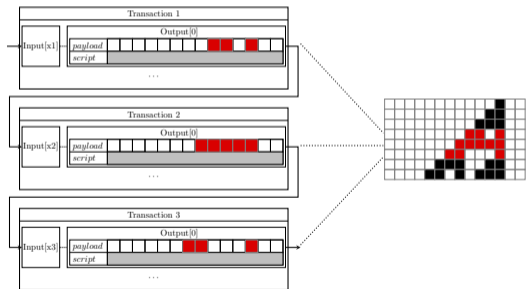 Transaction 1
Output[0]
Input[x1]
payload
script
...
Transaction 2
Output[0]
Input[x2]
payload
script
...
Transaction 3
Output[0]
Input[x3]
payload
script
...